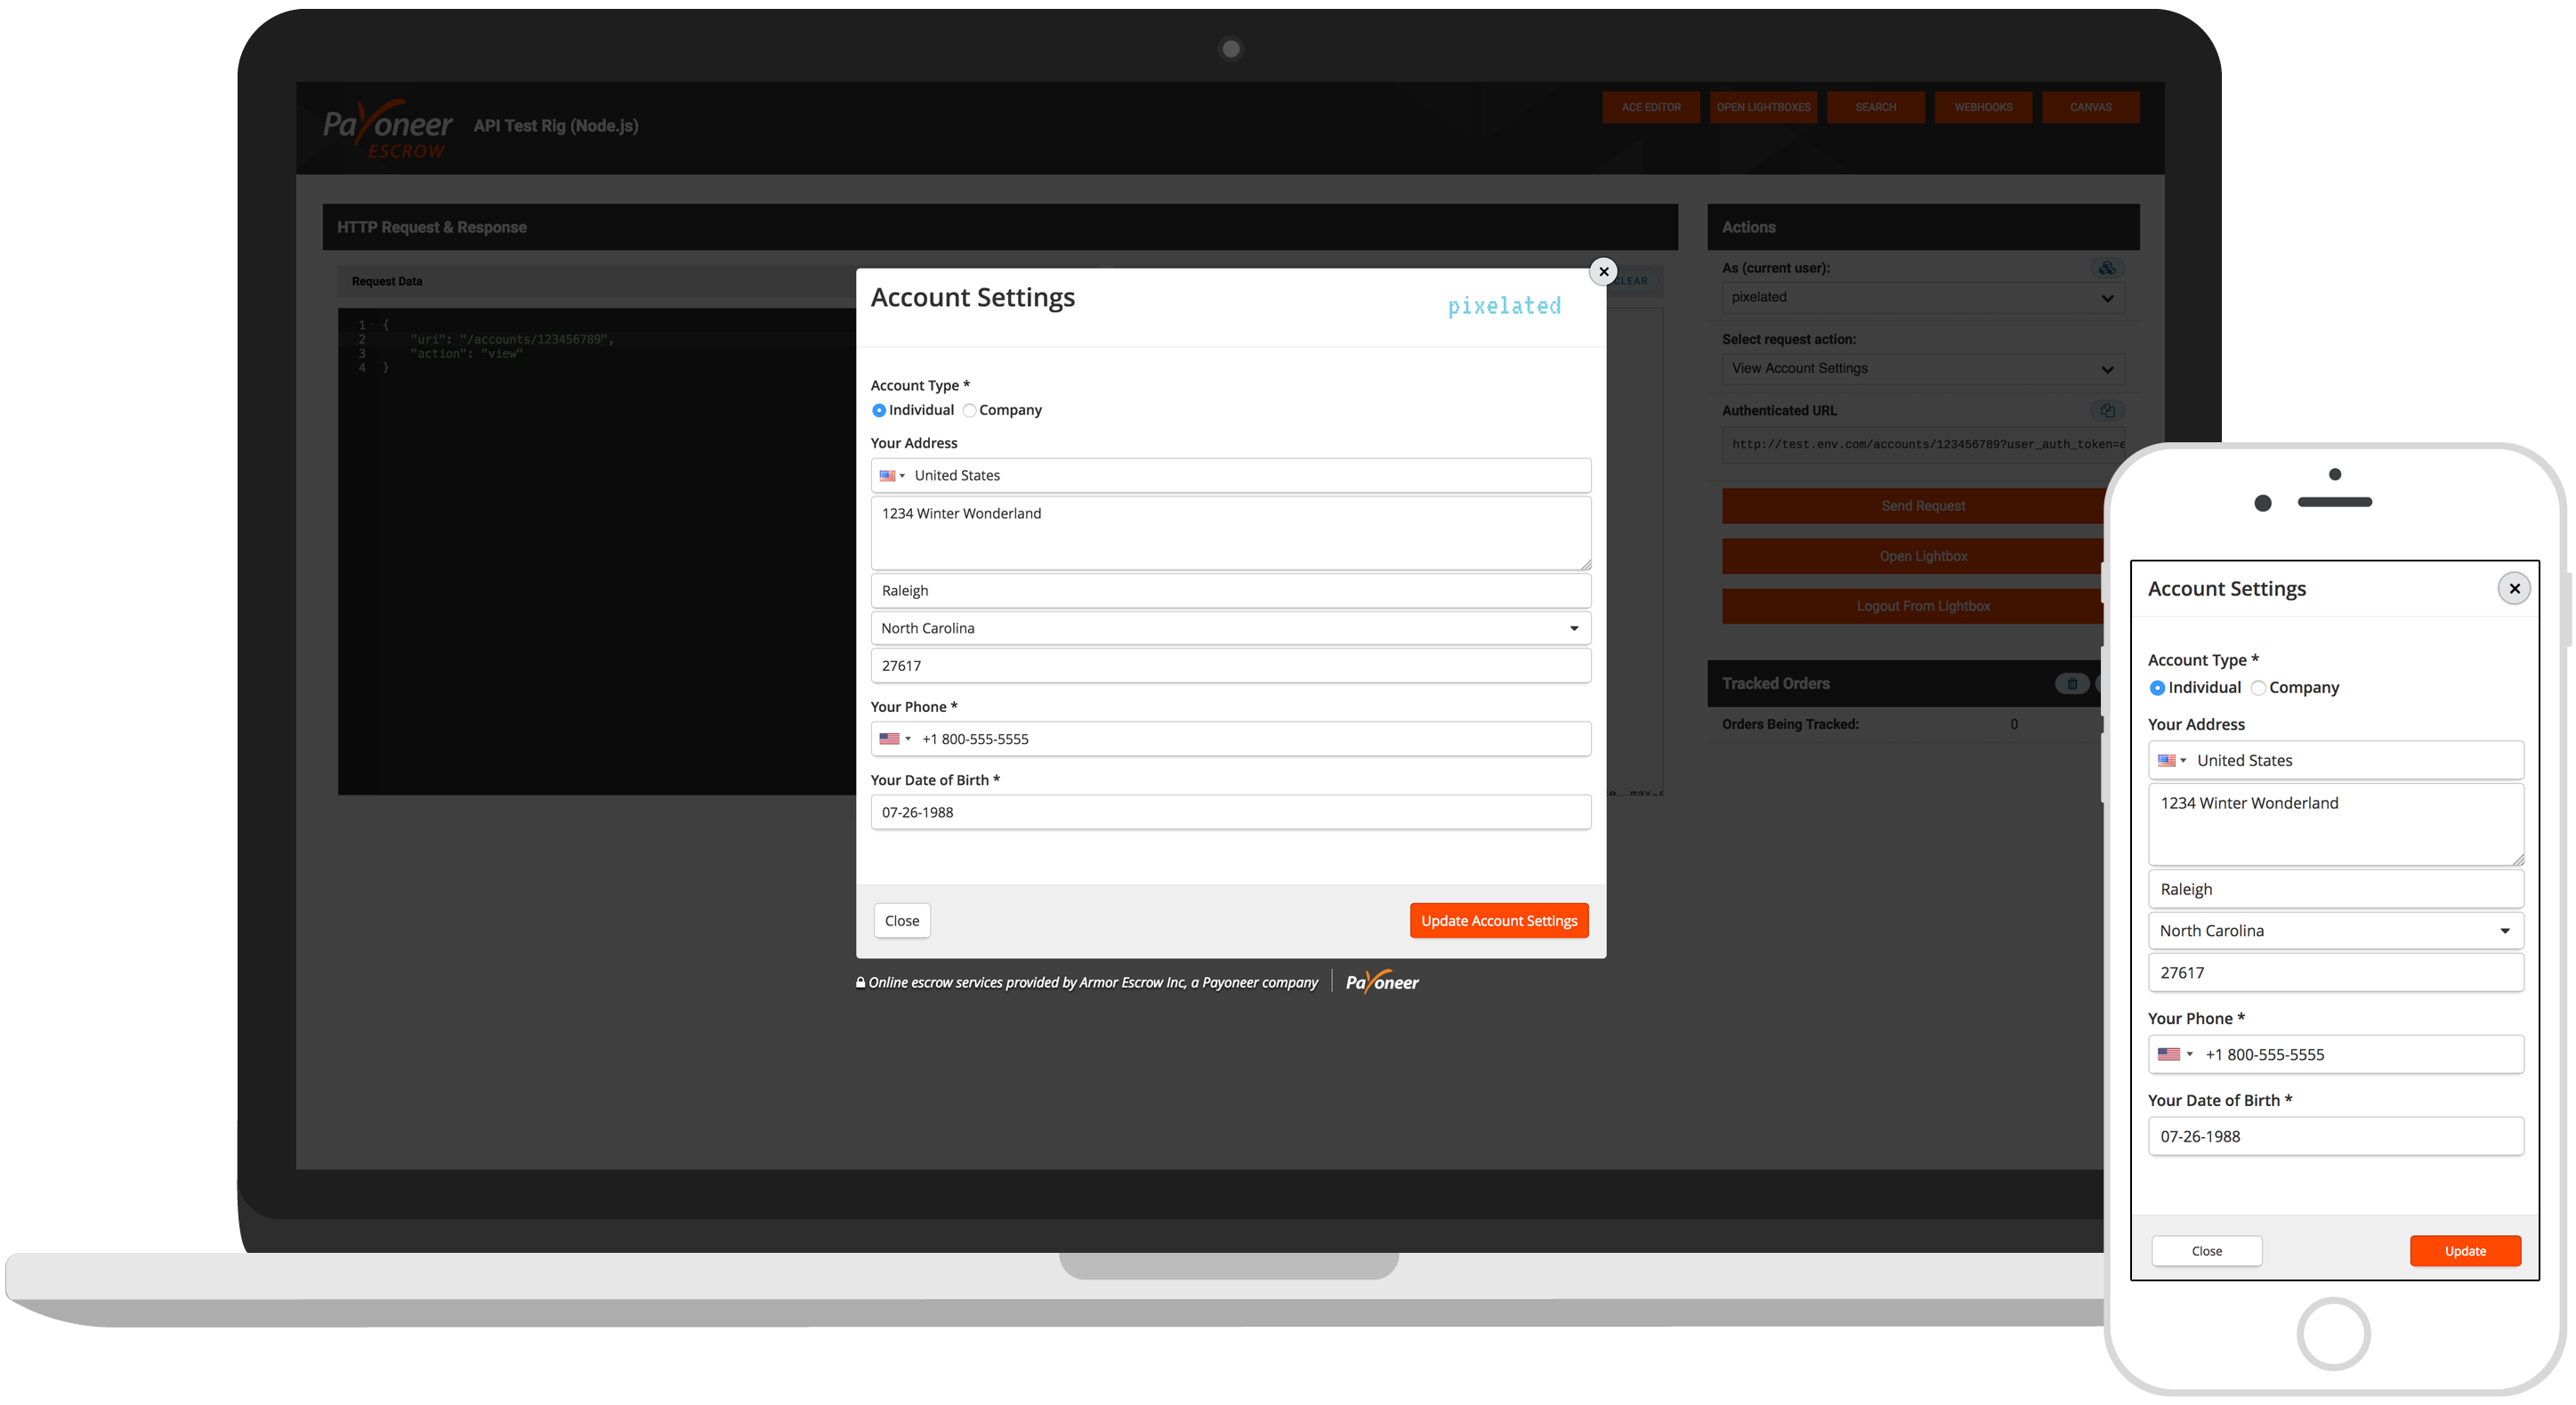 Payoneer
ESCROW
API Test Rig (Node.js)
ACE EDITOR
OPEN LIGHTBOXES
SEARCH
WEBHOOKS
CANVAS
HTTP Request & Response
Request Data
CLEAR
1 {
2 "uri": "/accounts/123456789",
3 "action": "view"
4 }
Account Settings
pixelated
Account Type *
Individual
Company
Your Address
United States
1234 Winter Wonderland
Raleigh
North Carolina
27617
Your Phone *
+1 800-555-5555
Your Date of Birth *
07-26-1988
Close
Update Account Settings
Online escrow services provided by Armor Escrow Inc, a Payoneer company
Payoneer
Actions
As (current user):
pixelated
Select request action:
View Account Settings
Authenticated URL
http://test.env.com/accounts/123456789?user_auth_token=e
Send Request
Open Lightbox
Logout From Lightbox
Tracked Orders
Orders Being Tracked:
0
Account Settings
Account Type *
Individual
Company
Your Address
United States
1234 Winter Wonderland
Raleigh
North Carolina
27617
Your Phone *
+1 800-555-5555
Your Date of Birth *
07-26-1988
Close
Update